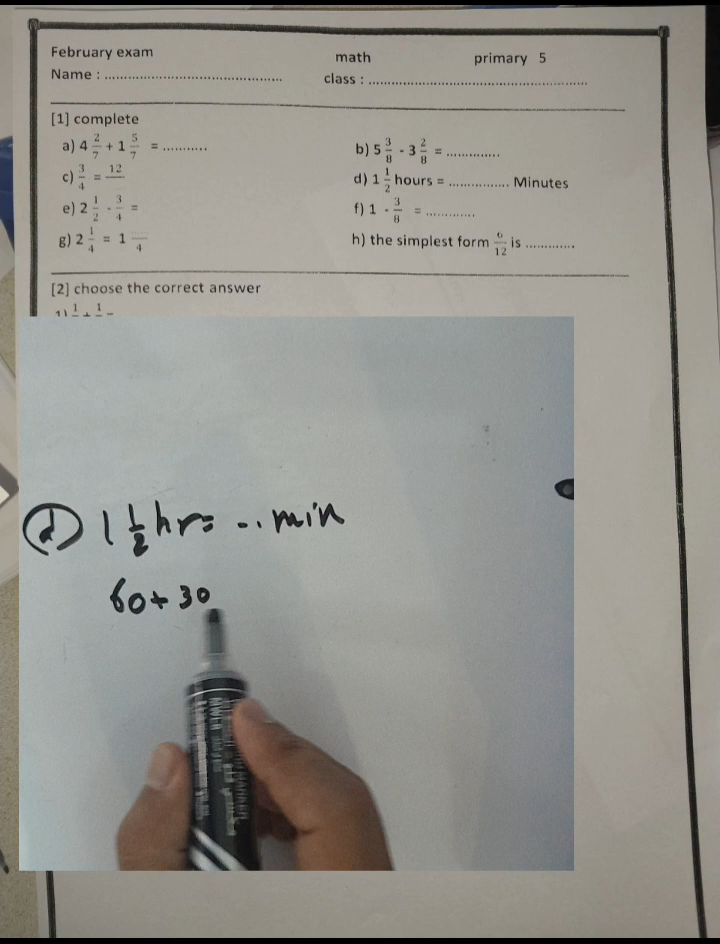 February exam math primary 5
Name : ............................................... class : ..........................................................
[1] complete
a) 4 2/7 + 1 5/7 = ........... b) 5 3/8 - 3 2/8 = ..............
c) 3/4 = 12/ d) 1 1/2 hours = ................ Minutes
e) 2 1/2 - 3/4 = f) 1 - 3/8 = .............
g) 2 1/4 = 1 /4 h) the simplest form 6/12 is .............
[2] choose the correct answer
d) 1 1/2 hrs = .. min
60 + 30